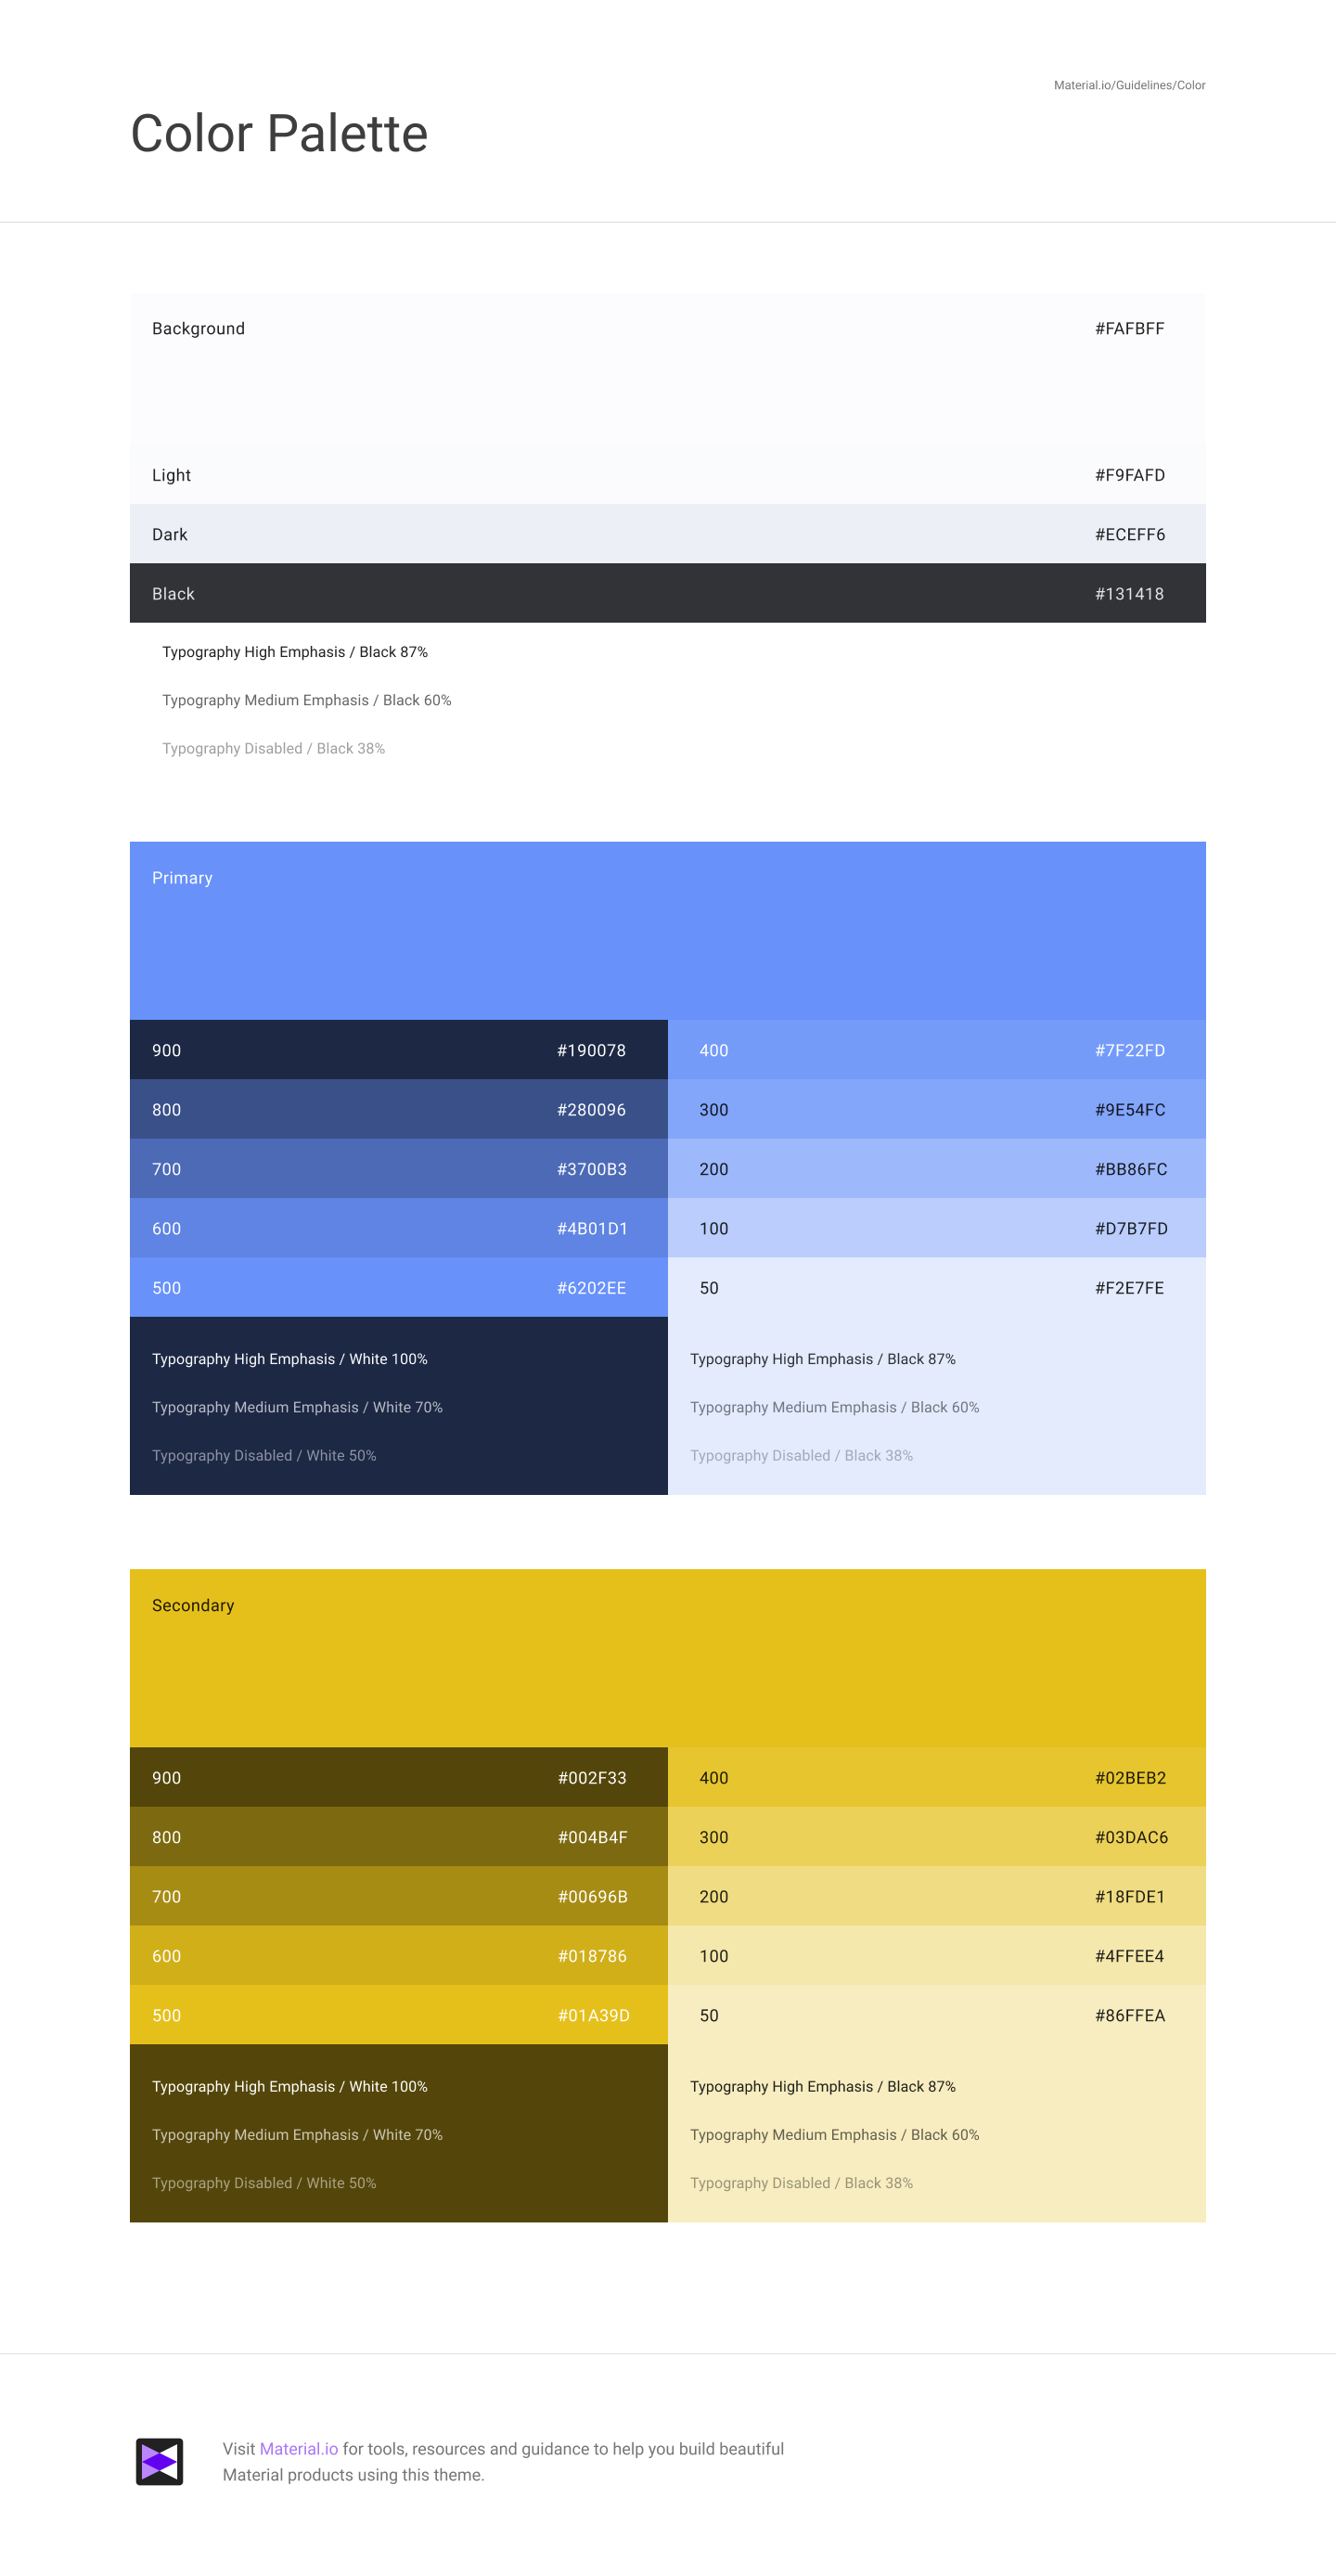 Material.io/Guidelines/Color
Color Palette
Background #FAFBFF
Light #F9FAFD
Dark #ECEFF6
Black #131418
Typography High Emphasis / Black 87%
Typography Medium Emphasis / Black 60%
Typography Disabled / Black 38%
Primary
900 #190078
800 #280096
700 #3700B3
600 #4B01D1
500 #6202EE
Typography High Emphasis / White 100%
Typography Medium Emphasis / White 70%
Typography Disabled / White 50%
400 #7F22FD
300 #9E54FC
200 #BB86FC
100 #D7B7FD
50 #F2E7FE
Typography High Emphasis / Black 87%
Typography Medium Emphasis / Black 60%
Typography Disabled / Black 38%
Secondary
900 #002F33
800 #004B4F
700 #00696B
600 #018786
500 #01A39D
Typography High Emphasis / White 100%
Typography Medium Emphasis / White 70%
Typography Disabled / White 50%
400 #02BEB2
300 #03DAC6
200 #18FDE1
100 #4FFEE4
50 #86FFEA
Typography High Emphasis / Black 87%
Typography Medium Emphasis / Black 60%
Typography Disabled / Black 38%
Visit Material.io for tools, resources and guidance to help you build beautiful
Material products using this theme.